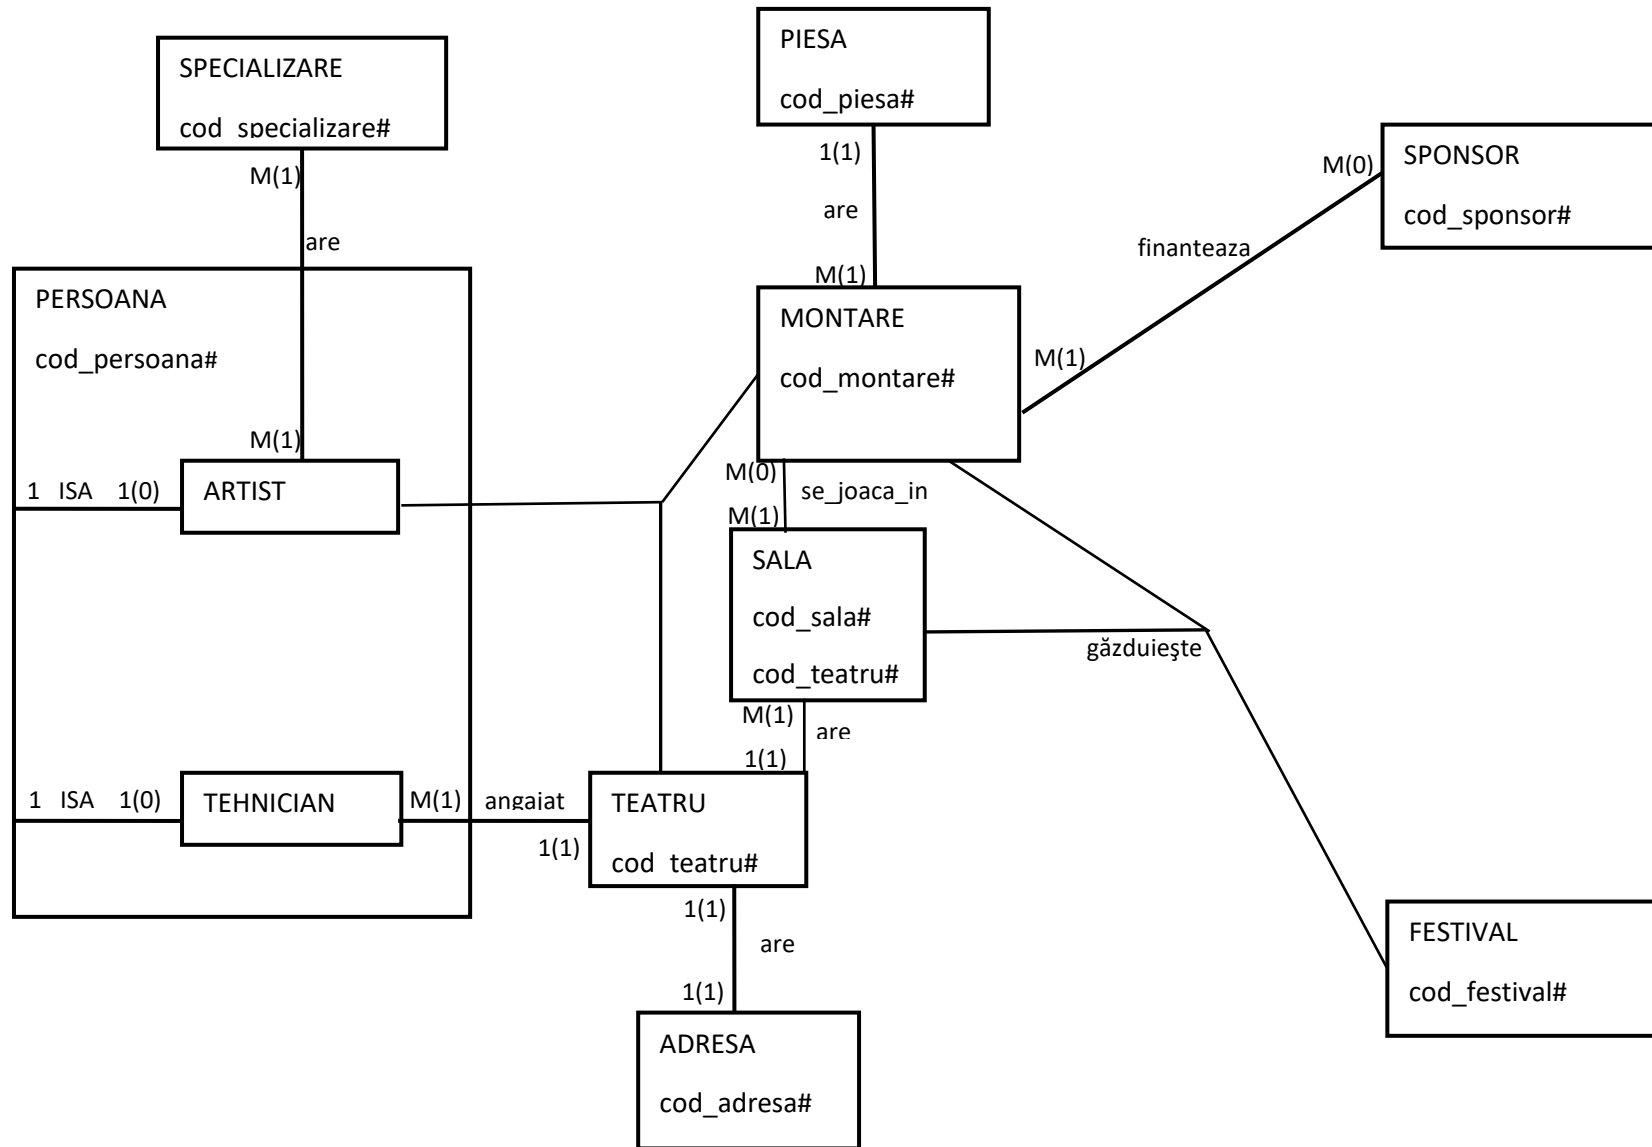 PIESA
cod_piesa#
SPECIALIZARE
cod_specializare#
1(1)
SPONSOR
M(0)
cod_sponsor#
M(1)
are
are
finanteaza
M(1)
PERSOANA
MONTARE
cod_persoana#
M(1)
cod_montare#
M(1)
M(0)
1 ISA 1(0)
ARTIST
se_joaca_in
M(1)
SALA
cod_sala#
găzduieşte
cod_teatru#
M(1)
are
1(1)
1 ISA 1(0)
TEHNICIAN
M(1)
angajat
TEATRU
1(1)
cod_teatru#
1(1)
are
FESTIVAL
1(1)
cod_festival#
ADRESA
cod_adresa#